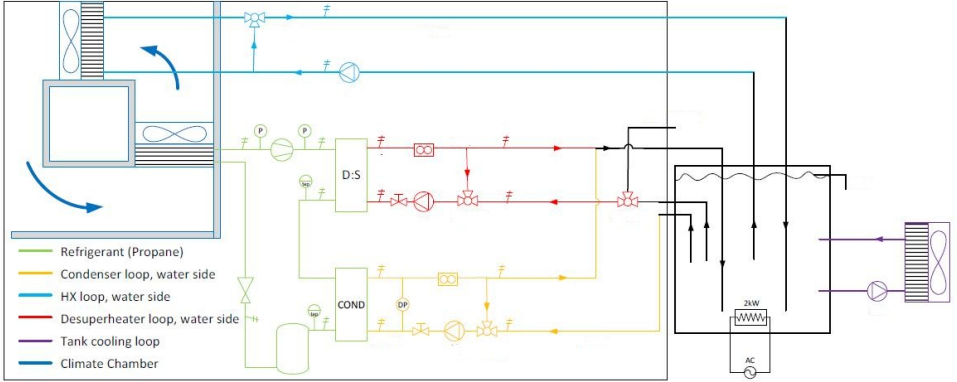 P
P
D:S
Refrigerant (Propane)
Condenser loop, water side
HX loop, water side
Desuperheater loop, water side
Tank cooling loop
Climate Chamber
COND
DP
2kW
AC